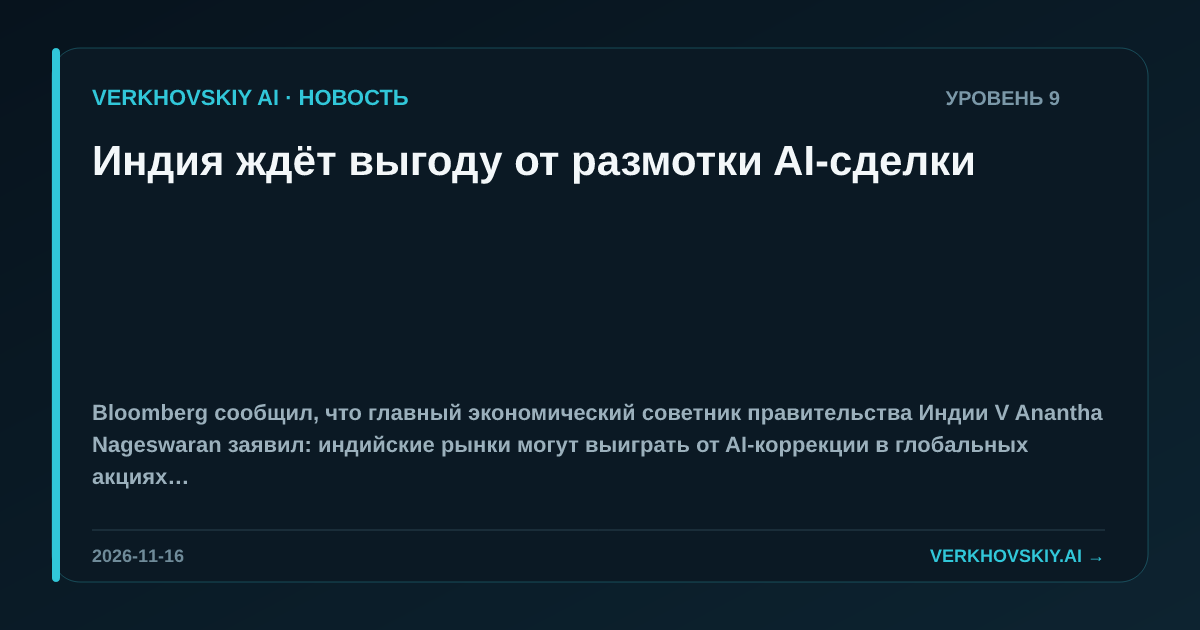 VERKHOVSKIY AI · НОВОСТЬ
УРОВЕНЬ 9
Индия ждёт выгоду от размотки AI-сделки
Bloomberg сообщил, что главный экономический советник правительства Индии V Anantha
Nageswaran заявил: индийские рынки могут выиграть от AI-коррекции в глобальных
акциях…
2026-11-16
VERKHOVSKIY.AI →